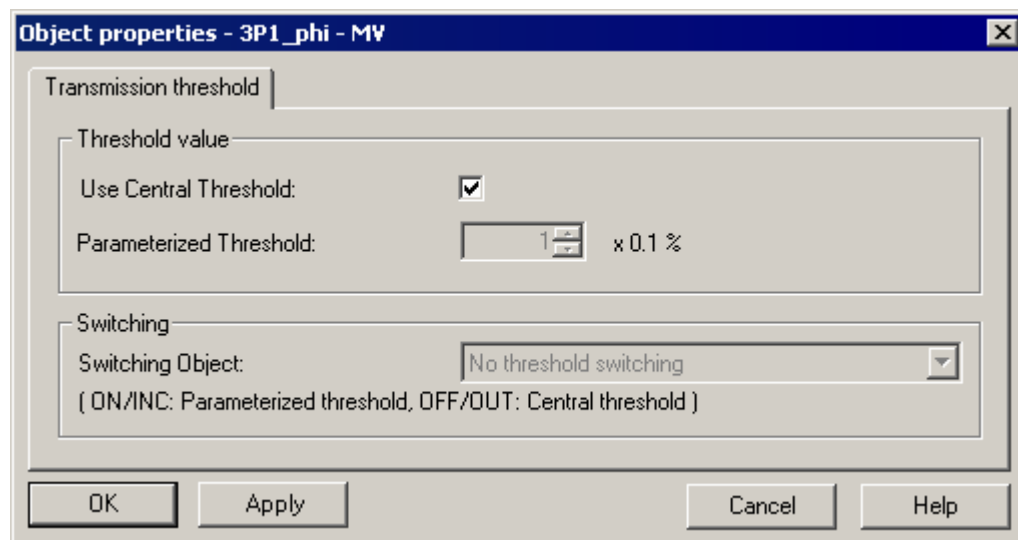 Object properties - 3P1_phi - MV
Transmission threshold
Threshold value
Use Central Threshold:
Parameterized Threshold: 1 x 0.1 %
Switching
Switching Object: No threshold switching
( ON/INC: Parameterized threshold, OFF/OUT: Central threshold )
OK Apply Cancel Help